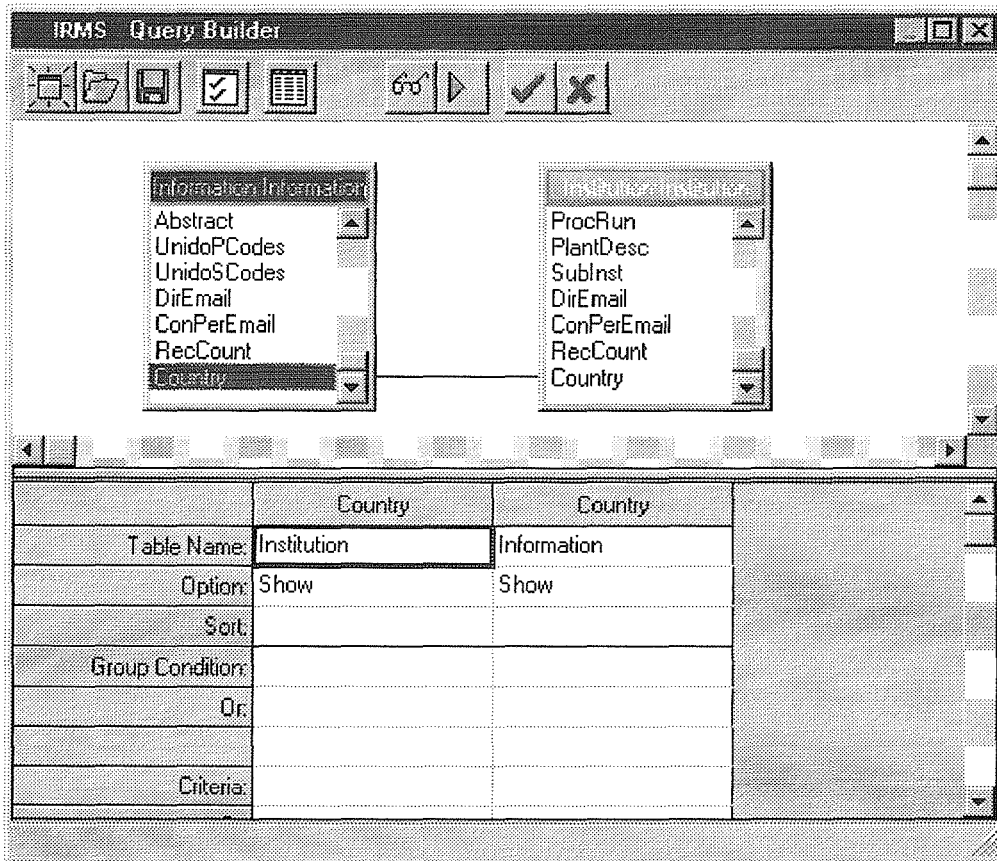 IRMS Query Builder
Information:Information
Abstract
UnidoPCodes
UnidoSCodes
DirEmail
ConPerEmail
RecCount
Country
Institution:Institution
ProcRun
PlantDesc
SubInst
DirEmail
ConPerEmail
RecCount
Country
Country Country
Table Name: Institution Information
Option: Show Show
Sort:
Group Condition:
Or:
Criteria: